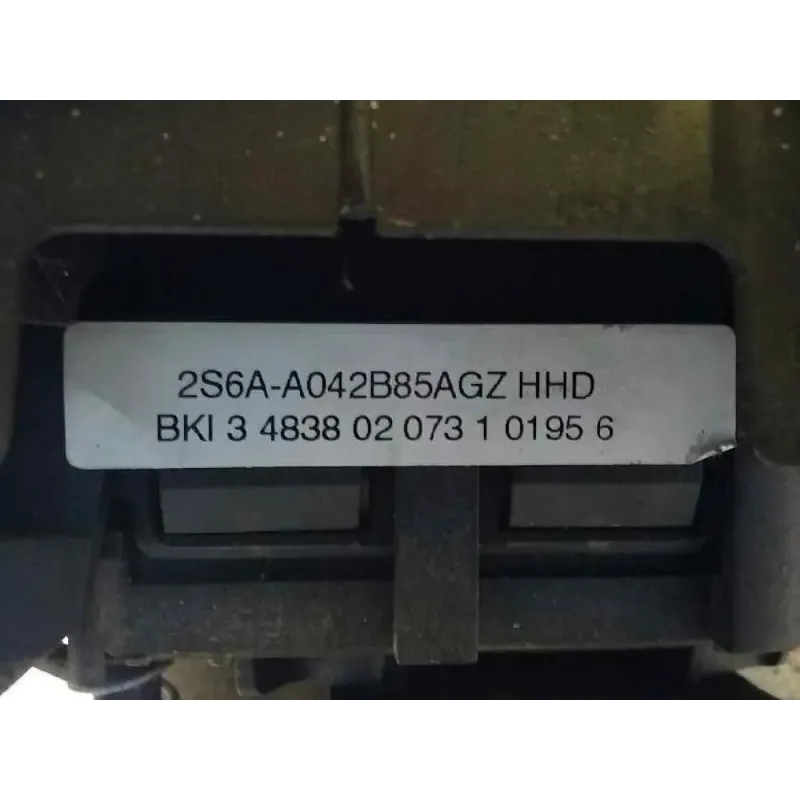 2S6A-A042B85AGZ HHD
BKI 3 4838 02 073 1 0195 6